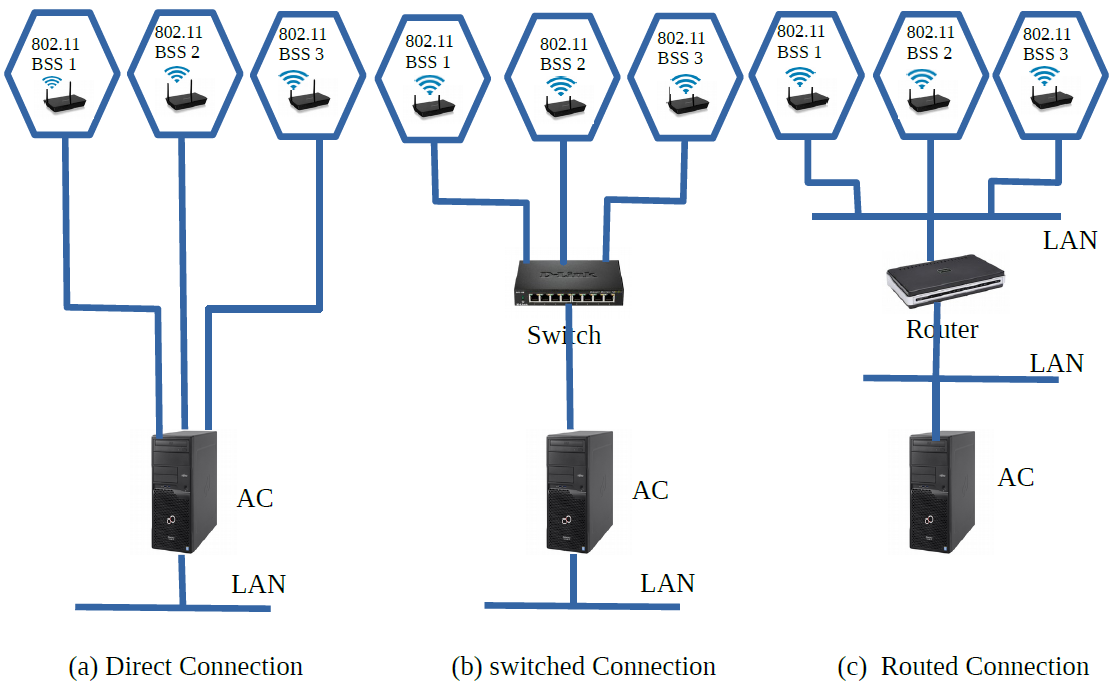 802.11
BSS 1
802.11
BSS 2
802.11
BSS 3
802.11
BSS 1
802.11
BSS 2
802.11
BSS 3
802.11
BSS 1
802.11
BSS 2
802.11
BSS 3
D-Link
Switch
LAN
Router
LAN
AC
LAN
AC
LAN
AC
(a) Direct Connection
(b) switched Connection
(c) Routed Connection